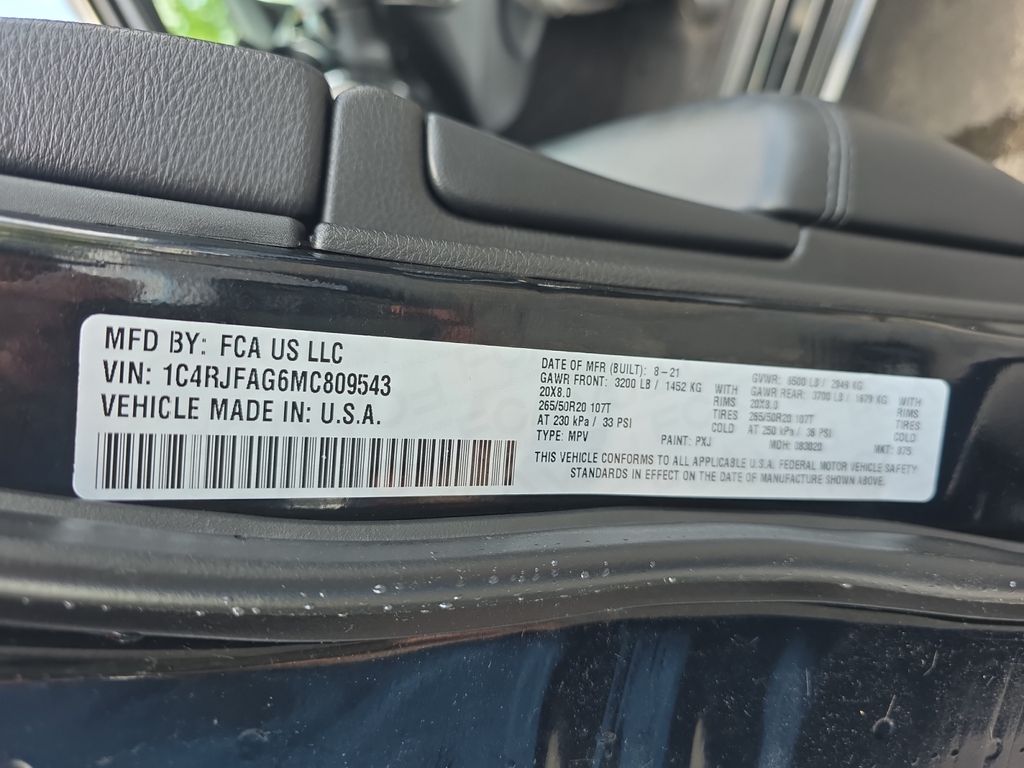 MFD BY: FCA US LLC
VIN: 1C4RJFAG6MC809543
VEHICLE MADE IN: U.S.A.
DATE OF MFR (BUILT): 8-21
GAWR FRONT: 3200 LB / 1452 KG WITH
20X8.0 RIMS
265/50R20 107T TIRES
AT 230 kPa / 33 PSI COLD
GVWR: 6500 LB / 2949 KG
GAWR REAR: 3700 LB / 1679 KG WITH
20X8.0 RIMS
265/50R20 107T TIRES
AT 250 kPa / 36 PSI COLD
TYPE: MPV PAINT: PXJ MDH: 083020 MKT: 975
THIS VEHICLE CONFORMS TO ALL APPLICABLE U.S.A. FEDERAL MOTOR VEHICLE SAFETY
STANDARDS IN EFFECT ON THE DATE OF MANUFACTURE SHOWN ABOVE.